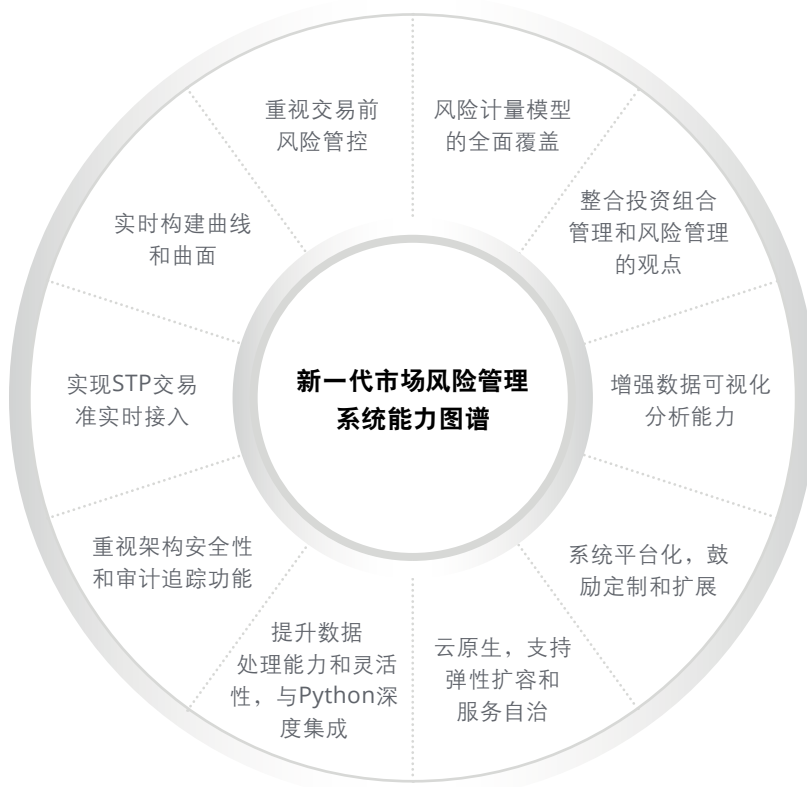 重视交易前
风险管控
风险计量模型
的全面覆盖
整合投资组合
管理和风险管理
的观点
增强数据可视化
分析能力
系统平台化，鼓
励定制和扩展
云原生，支持
弹性扩容和
服务自治
提升数据
处理能力和灵活
性，与Python深
度集成
重视架构安全性
和审计追踪功能
实现STP交易
准实时接入
实时构建曲线
和曲面
新一代市场风险管理
系统能力图谱